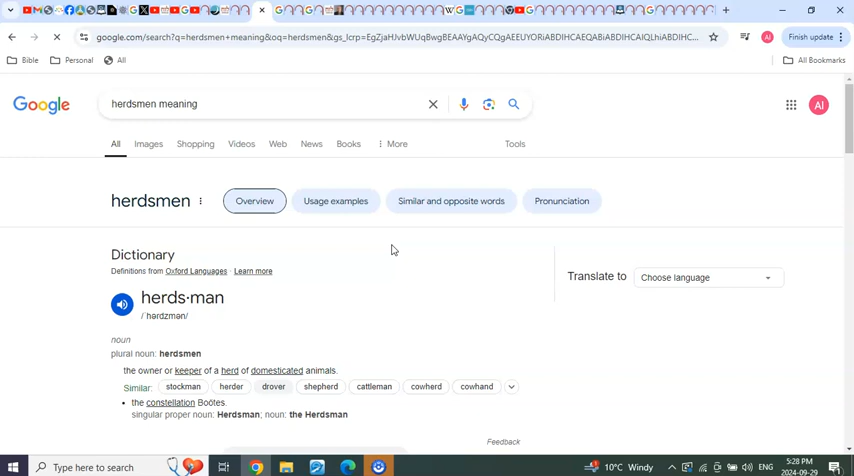 Finish update
google.com/search?q=herdsmen+meaning&oq=herdsmen&gs_lcrp=
Bible
Personal
All
All Bookmarks
Google
herdsmen meaning
AI
All
Images
Shopping
Videos
Web
News
Books
More
Tools
herdsmen
Overview
Usage examples
Similar and opposite words
Pronunciation
Dictionary
Definitions from Oxford Languages · Learn more
Translate to
Choose language
herds·man
/ˈhərdzmən/
noun
plural noun: herdsmen
the owner or keeper of a herd of domesticated animals.
Similar:
stockman
herder
drover
shepherd
cattleman
cowherd
cowhand
• the constellation Boötes.
singular proper noun: Herdsman; noun: the Herdsman
Feedback
Type here to search
10°C Windy
ENG
5:28 PM
2024-09-29